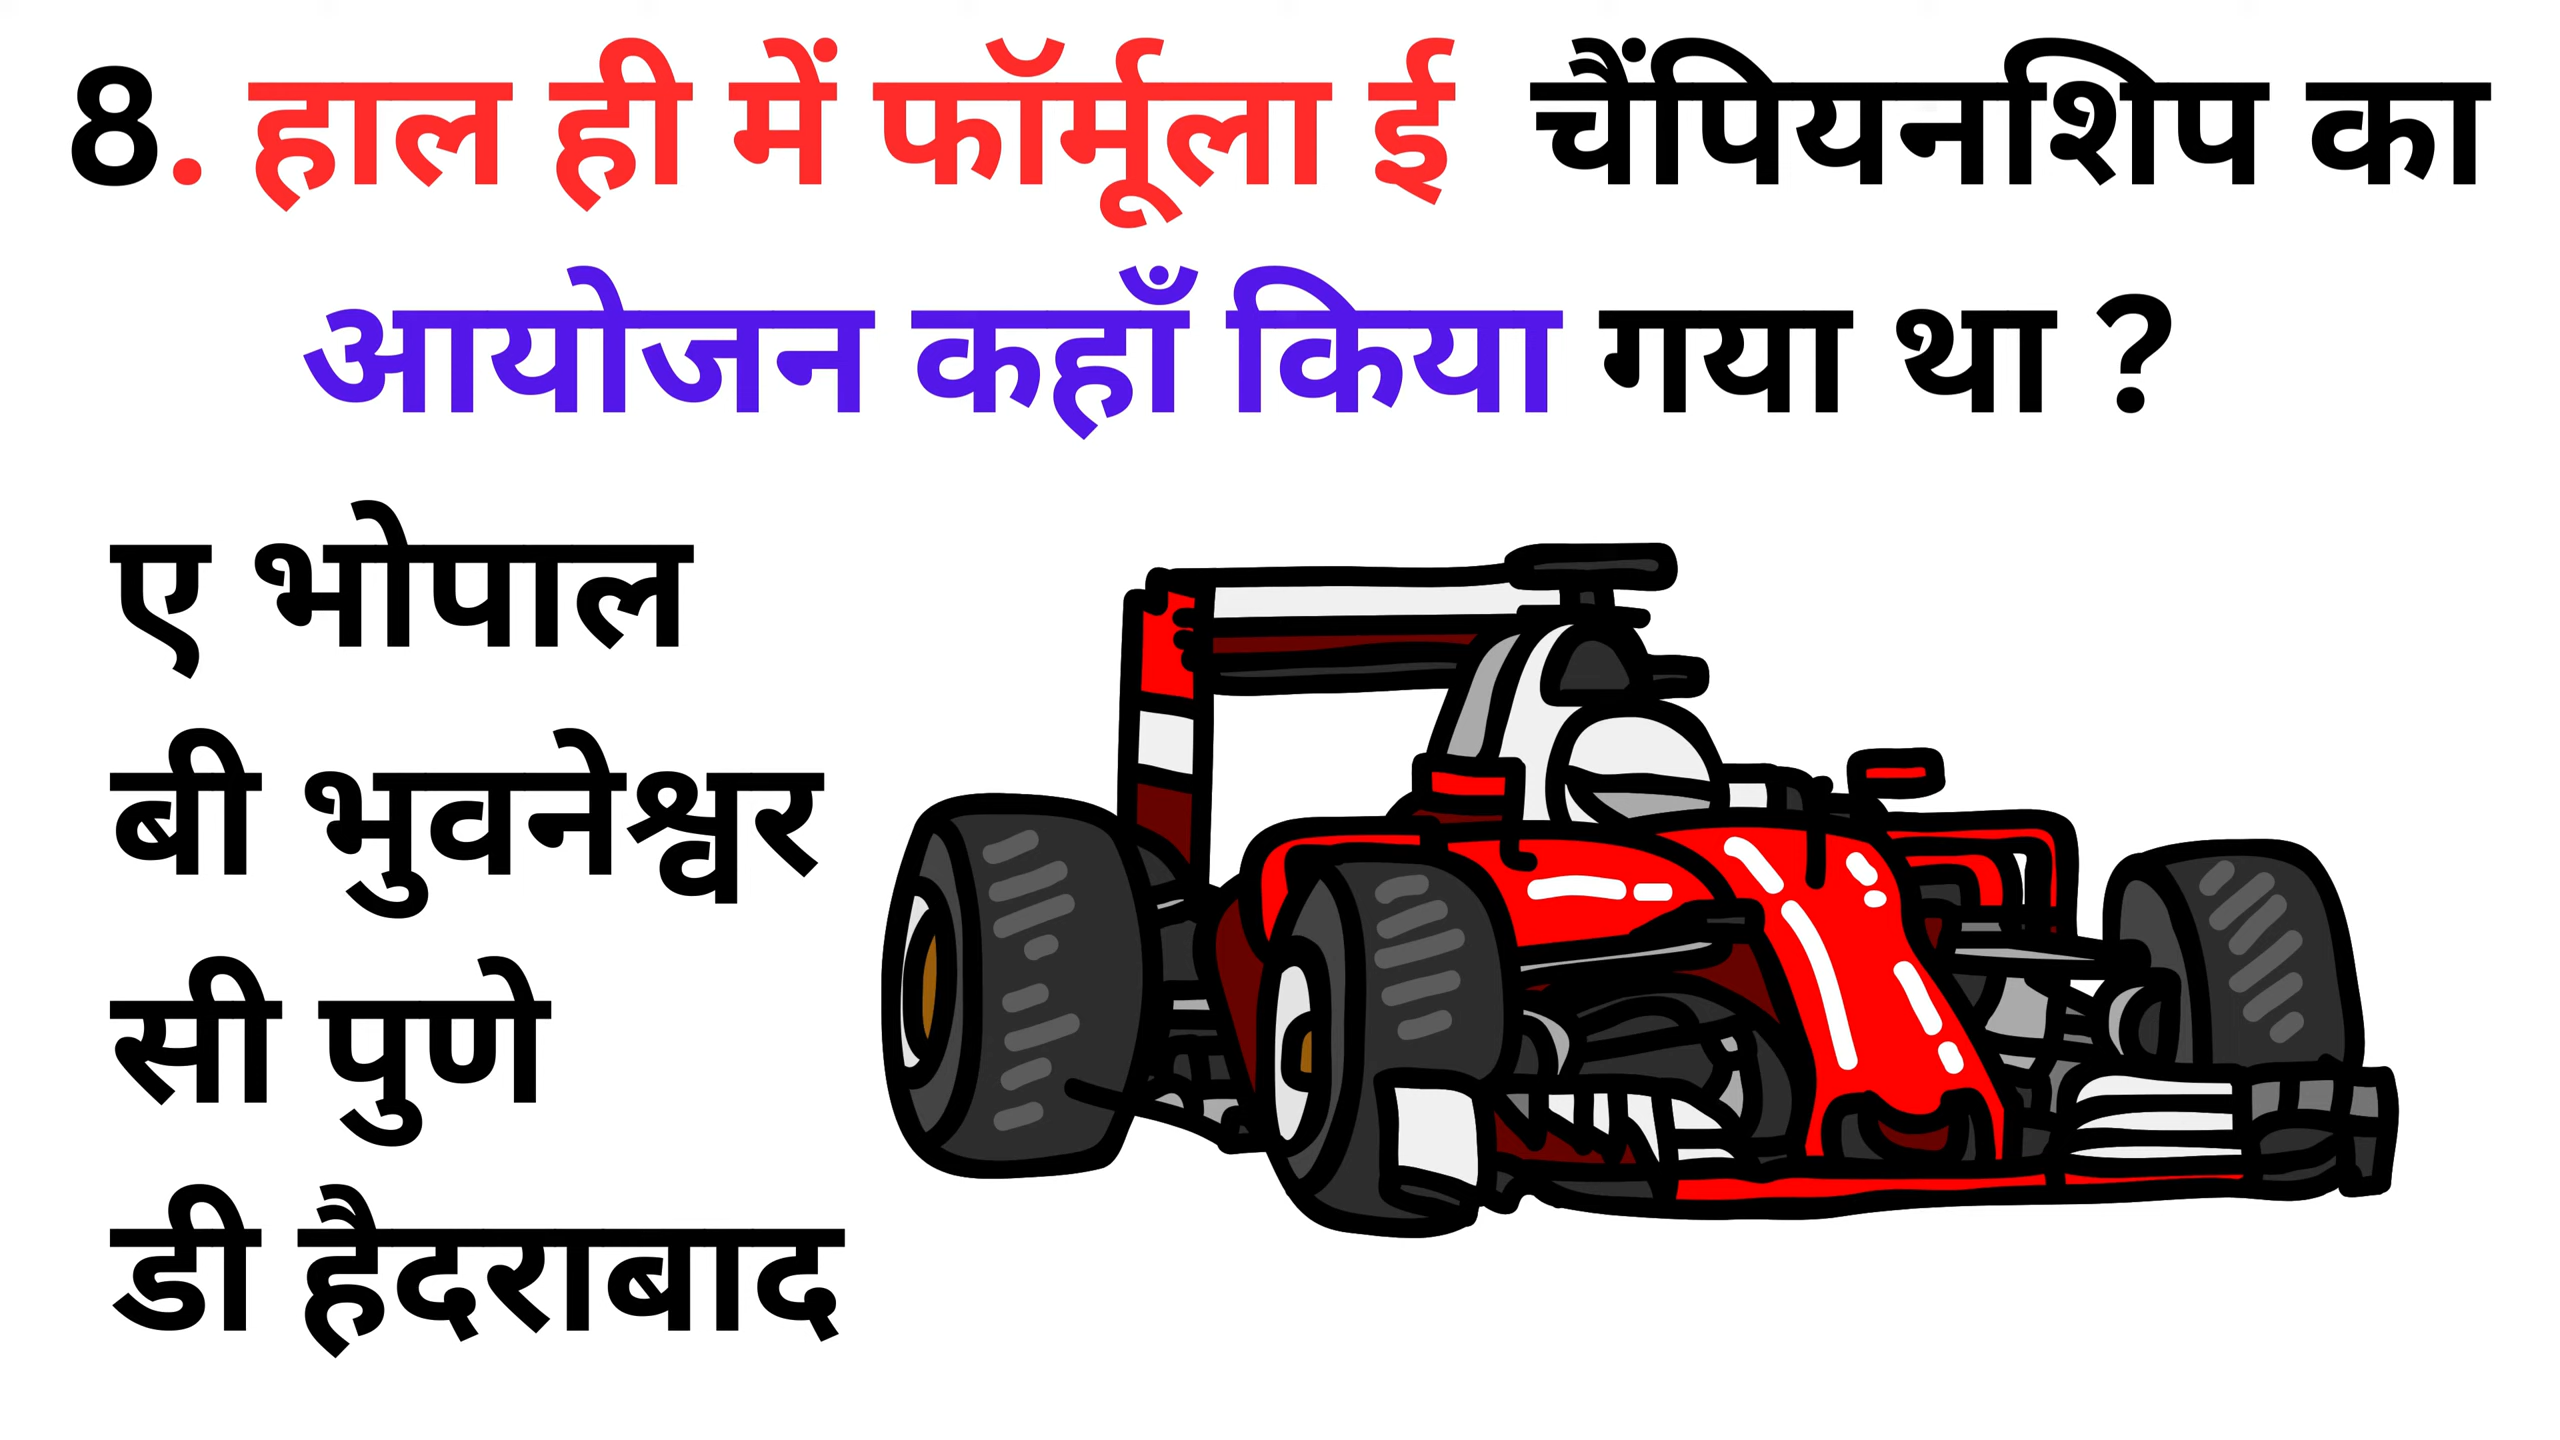 8. हाल ही में फॉर्मूला ई चैंपियनशिप का
आयोजन कहाँ किया गया था ?
ए भोपाल
बी भुवनेश्वर
सी पुणे
डी हैदराबाद